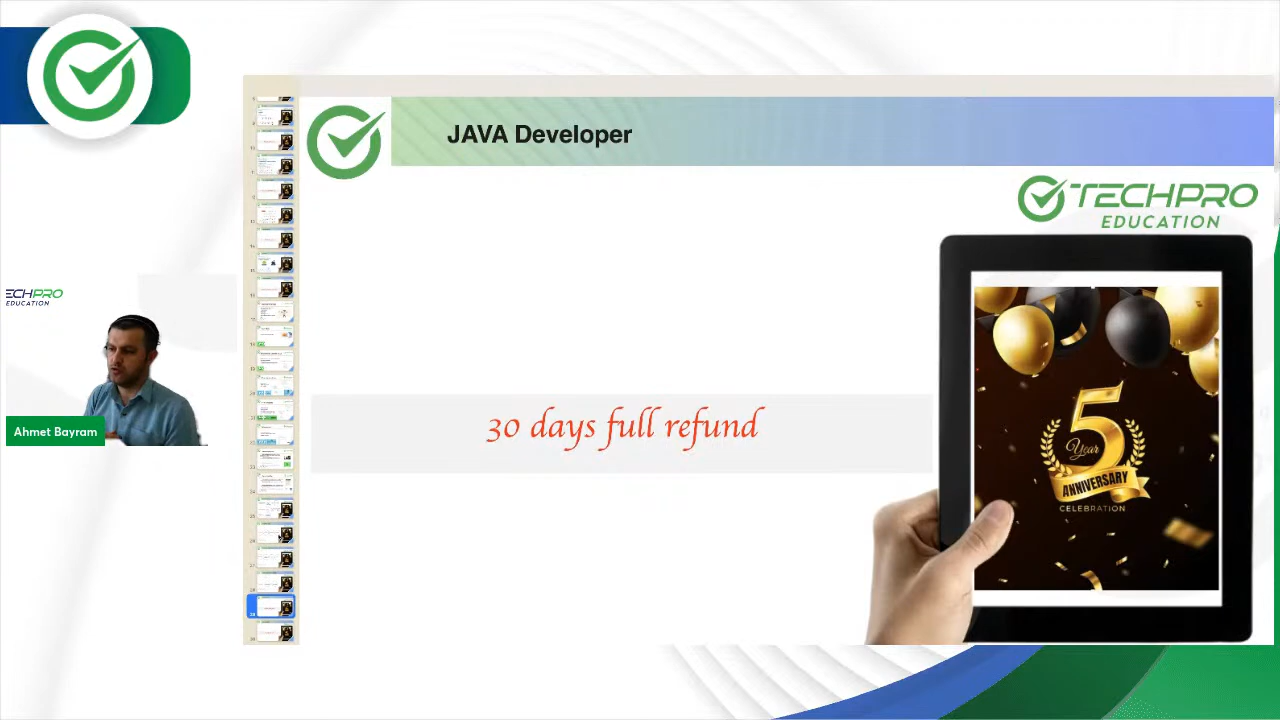 JAVA Developer
TECHPRO
EDUCATION
ECHPRO
EDUCATION
Ahmet Bayram
30 days full refund
5
Year
ANNIVERSARY
CELEBRATION